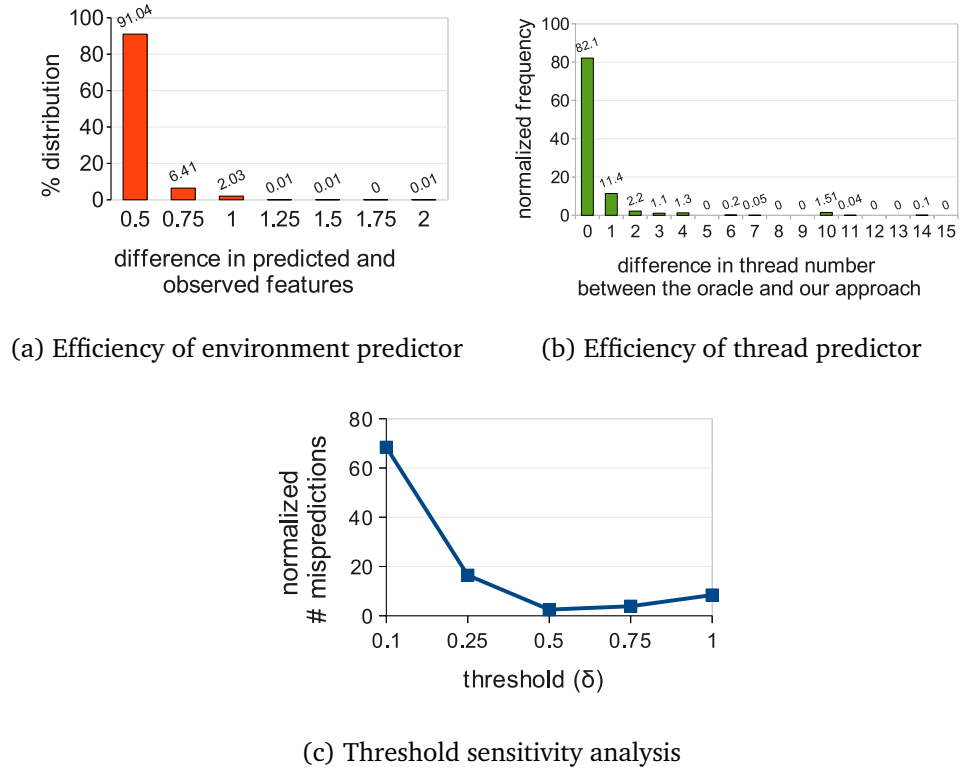 100
80
60
40
20
0
% distribution
91.04
6.41
2.03
0.01
0.01
0
0.01
0.5 0.75 1 1.25 1.5 1.75 2
difference in predicted and
observed features
(a) Efficiency of environment predictor
100
80
60
40
20
0
normalized frequency
82.1
11.4
2.2
1.1
1.3
0
0.2
0.05
0
0
1.51
0.04
0
0
0.1
0
0 1 2 3 4 5 6 7 8 9 10 11 12 13 14 15
difference in thread number
between the oracle and our approach
(b) Efficiency of thread predictor
80
60
40
20
0
normalized
# mispredictions
0.1 0.25 0.5 0.75 1
threshold (δ)
(c) Threshold sensitivity analysis